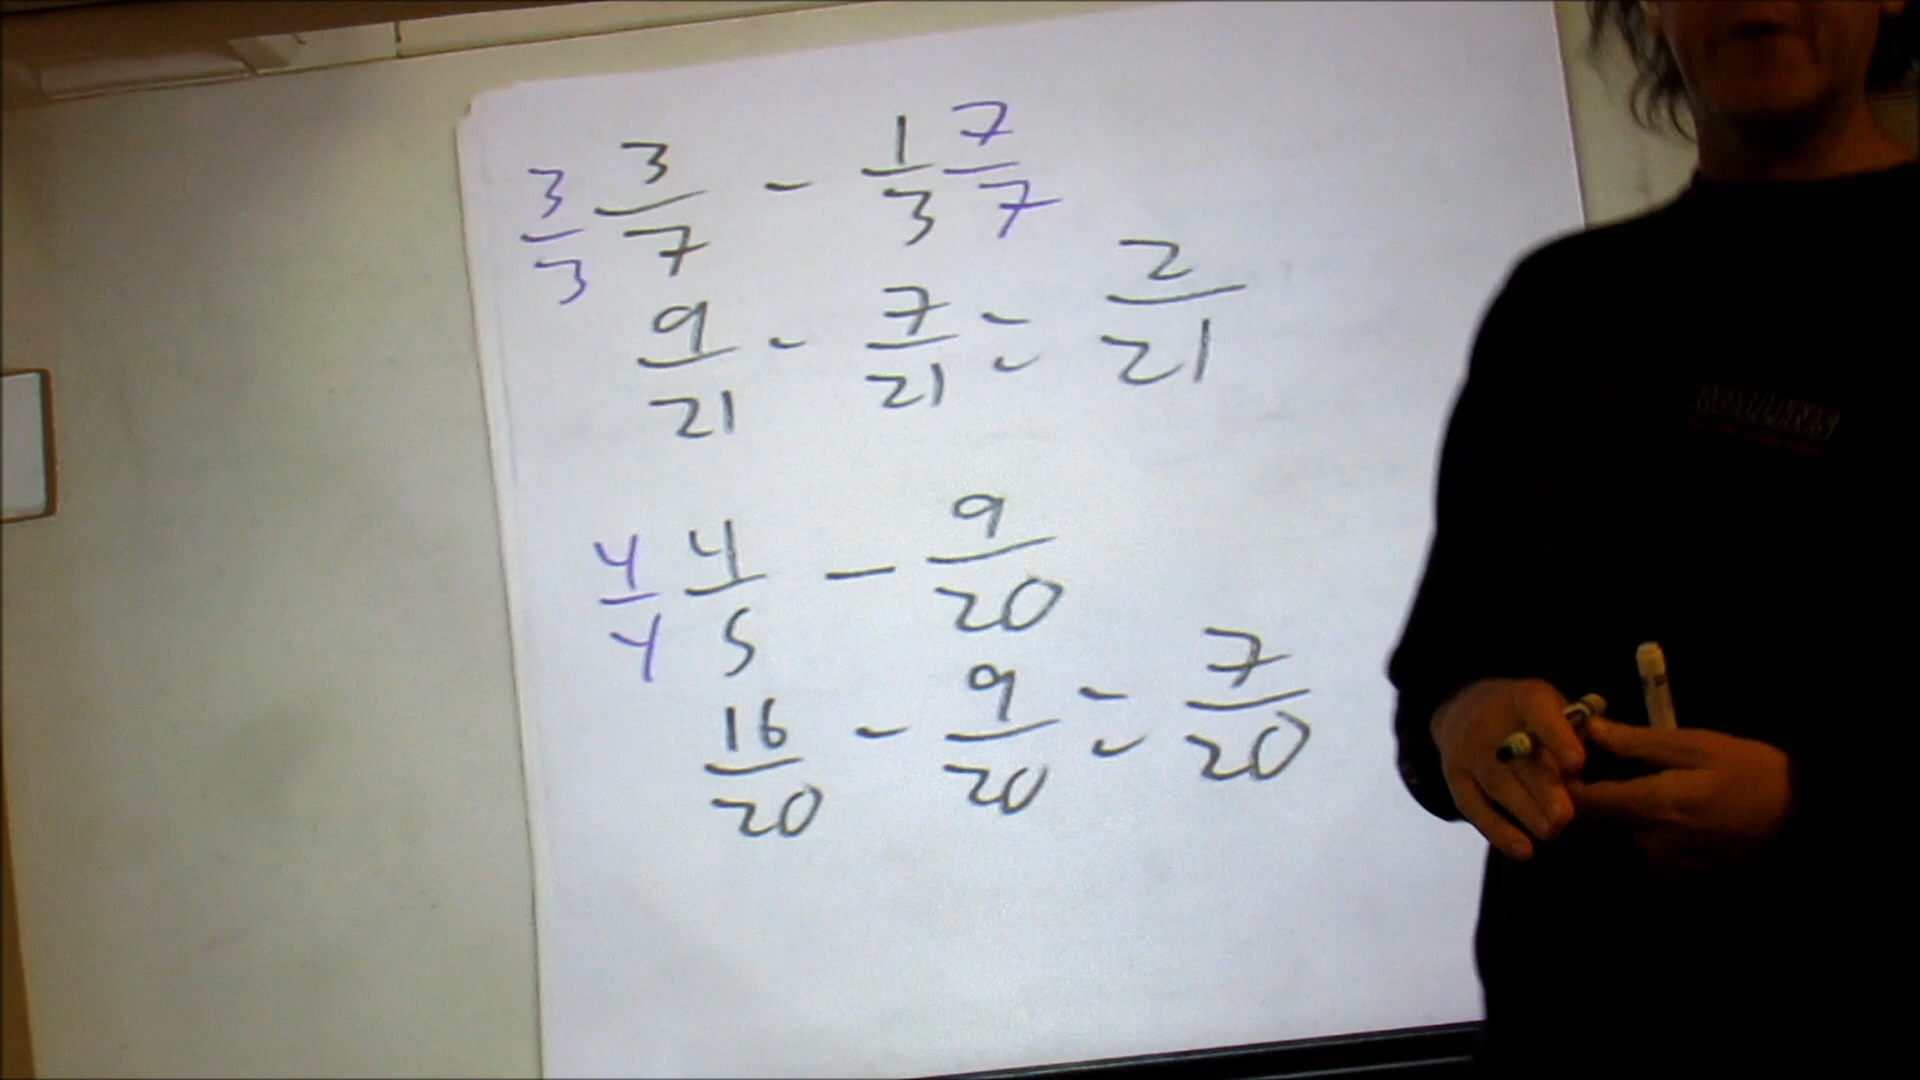 3/3 3/7 - 1/3 7/7
9/21 - 7/21 = 2/21
4/4 4/5 - 9/20
16/20 - 9/20 = 7/20